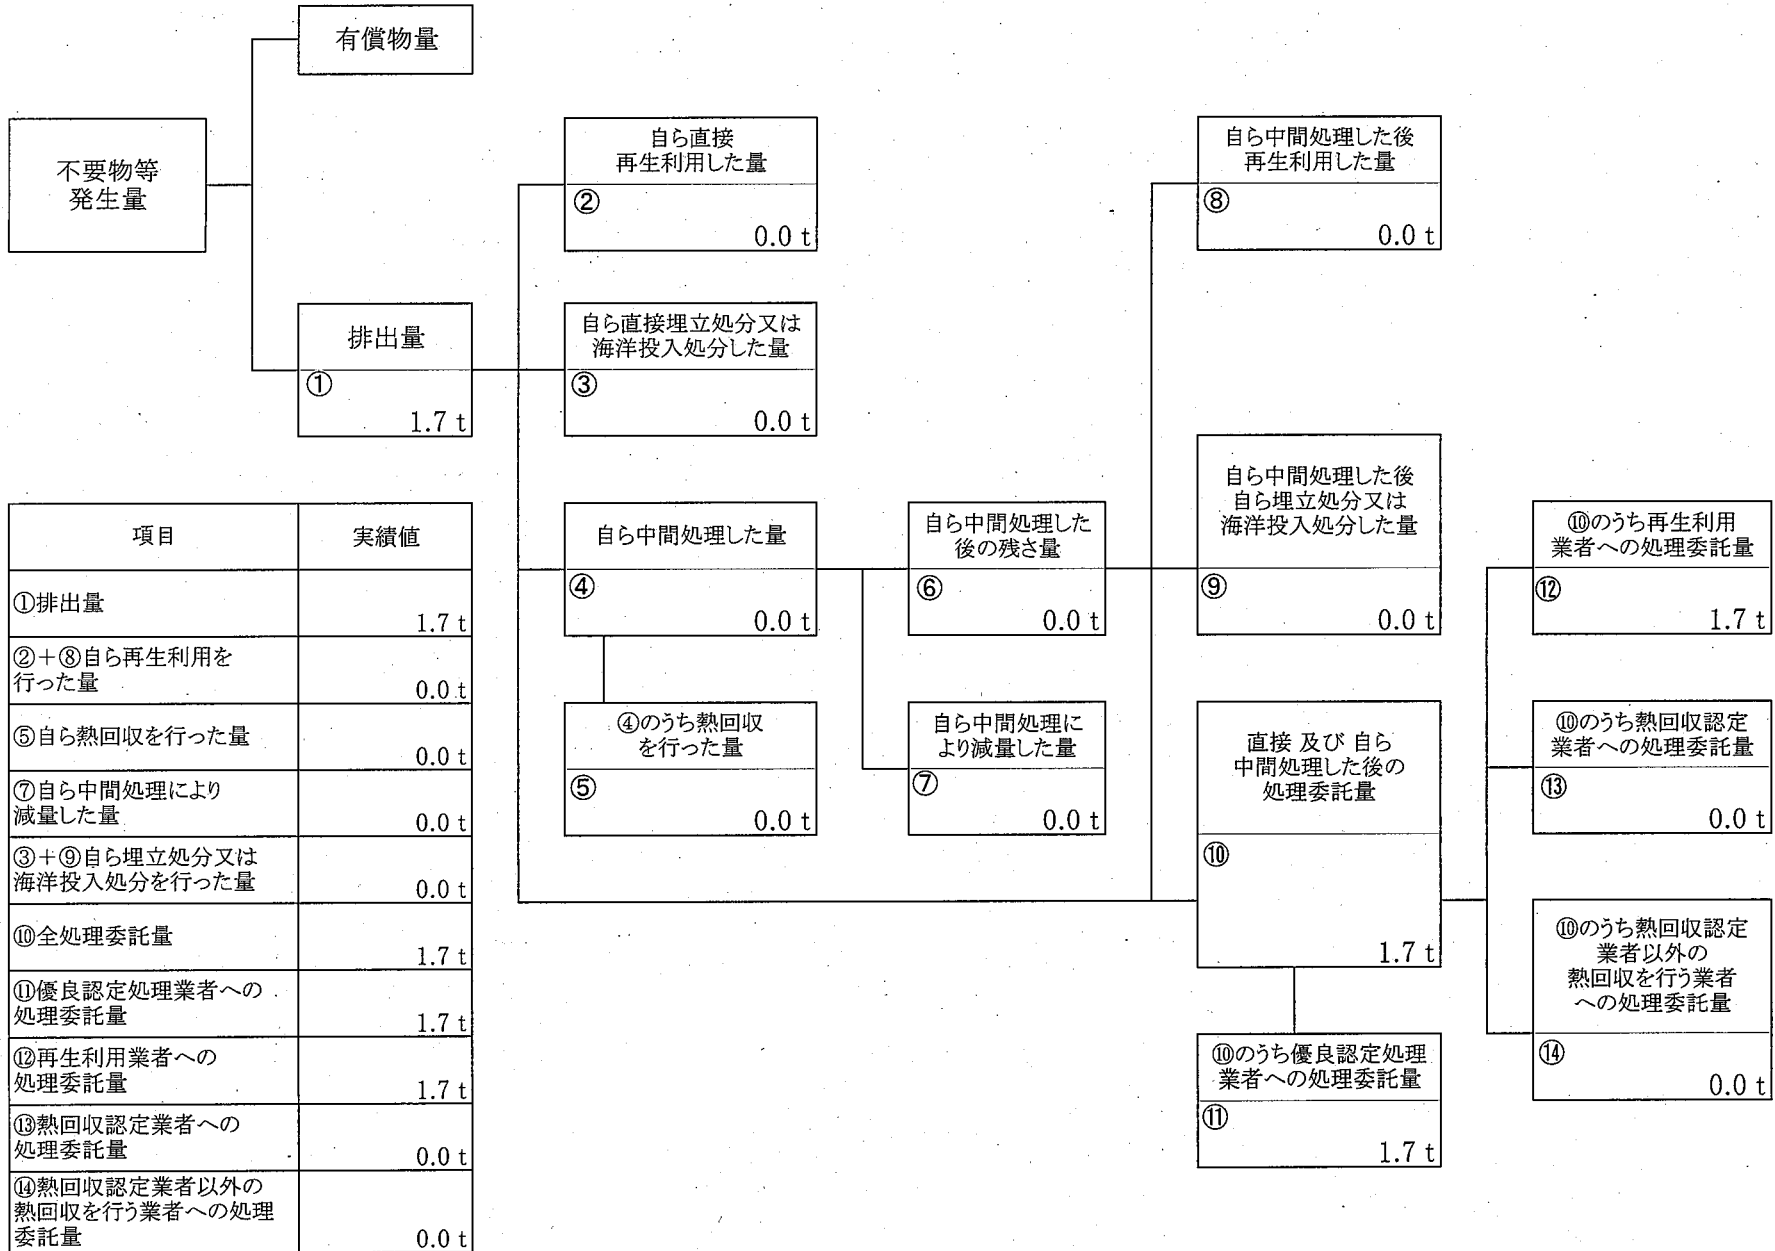 有償物量
不要物等
発生量
排出量
①
1.7 t
自ら直接
再生利用した量
②
0.0 t
自ら直接埋立処分又は
海洋投入処分した量
③
0.0 t
自ら中間処理した量
④
0.0 t
④のうち熱回収
を行った量
⑤
0.0 t
自ら中間処理した
後の残さ量
⑥
0.0 t
自ら中間処理に
より減量した量
⑦
0.0 t
自ら中間処理した後
再生利用した量
⑧
0.0 t
自ら中間処理した後
自ら埋立処分又は
海洋投入処分した量
⑨
0.0 t
直接 及び 自ら
中間処理した後の
処理委託量
⑩
1.7 t
⑩のうち優良認定処理
業者への処理委託量
⑪
1.7 t
⑩のうち再生利用
業者への処理委託量
⑫
1.7 t
⑩のうち熱回収認定
業者への処理委託量
⑬
0.0 t
⑩のうち熱回収認定
業者以外の
熱回収を行う業者
への処理委託量
⑭
0.0 t
項目 実績値
①排出量
1.7 t
②+⑧自ら再生利用を
行った量
0.0 t
⑤自ら熱回収を行った量
0.0 t
⑦自ら中間処理により
減量した量
0.0 t
③+⑨自ら埋立処分又は
海洋投入処分を行った量
0.0 t
⑩全処理委託量
1.7 t
⑪優良認定処理業者への
処理委託量
1.7 t
⑫再生利用業者への
処理委託量
1.7 t
⑬熱回収認定業者への
処理委託量
0.0 t
⑭熱回収認定業者以外の
熱回収を行う業者への処理
委託量
0.0 t